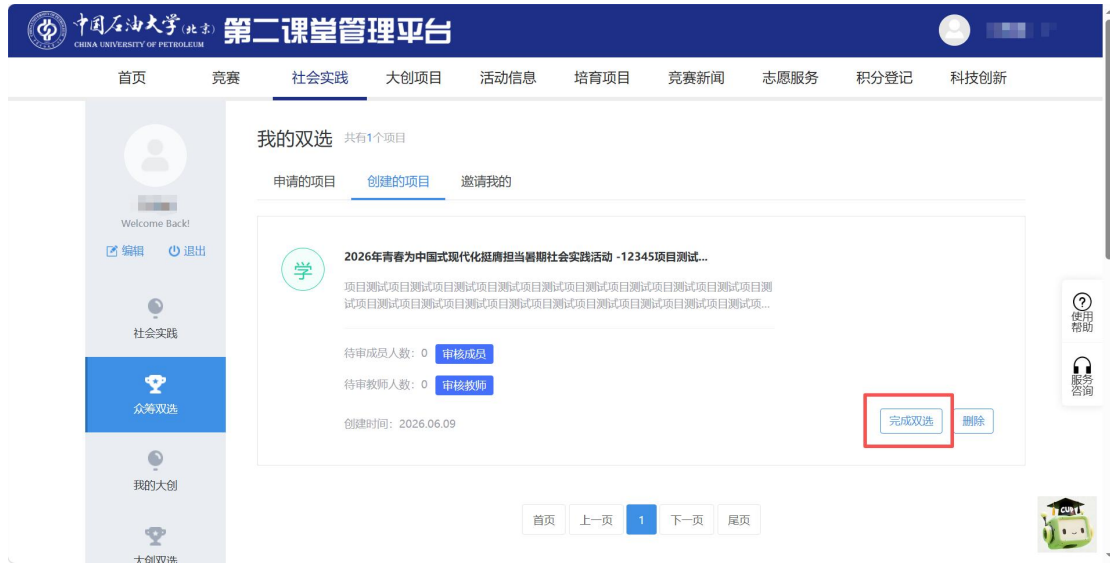 中国石油大学(北京) 第二课堂管理平台
CHINA UNIVERSITY OF PETROLEUM
首页 竞赛 社会实践 大创项目 活动信息 培育项目 竞赛新闻 志愿服务 积分登记 科技创新
Welcome Back!
编辑 退出
社会实践
众筹双选
我的大创
大创双选
我的双选 共有1个项目
申请的项目 创建的项目 邀请我的
学
2026年青春为中国式现代化挺膺担当暑期社会实践活动 -12345项目测试...
项目测试项目测试项目测试项目测试项目测试项目测试项目测试项目测试项目测
试项目测试项目测试项目测试项目测试项目测试项目测试项目测试项目测试项...
待审成员人数：0 审核成员
待审教师人数：0 审核教师
创建时间：2026.06.09
完成双选 删除
首页 上一页 1 下一页 尾页
使用
帮助
服务
咨询
CUP